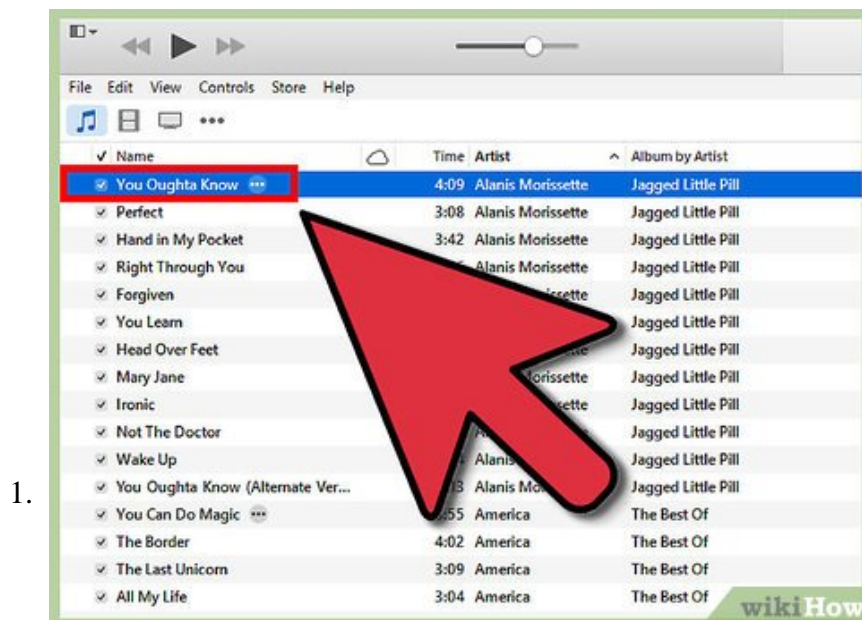 File Edit View Controls Store Help
Name Time Artist Album by Artist
You Oughta Know 4:09 Alanis Morissette Jagged Little Pill
Perfect 3:08 Alanis Morissette Jagged Little Pill
Hand in My Pocket 3:42 Alanis Morissette Jagged Little Pill
Right Through You Alanis Morissette Jagged Little Pill
Forgiven Jagged Little Pill
You Learn Jagged Little Pill
Head Over Feet Jagged Little Pill
Mary Jane Morissette Jagged Little Pill
Ironic Jagged Little Pill
Not The Doctor Jagged Little Pill
Wake Up Jagged Little Pill
1. You Oughta Know (Alternate Ver... Alanis Jagged Little Pill
You Can Do Magic America The Best Of
The Border 4:02 America The Best Of
The Last Unicorn 3:09 America The Best Of
All My Life 3:04 America The Best Of
wikiHow